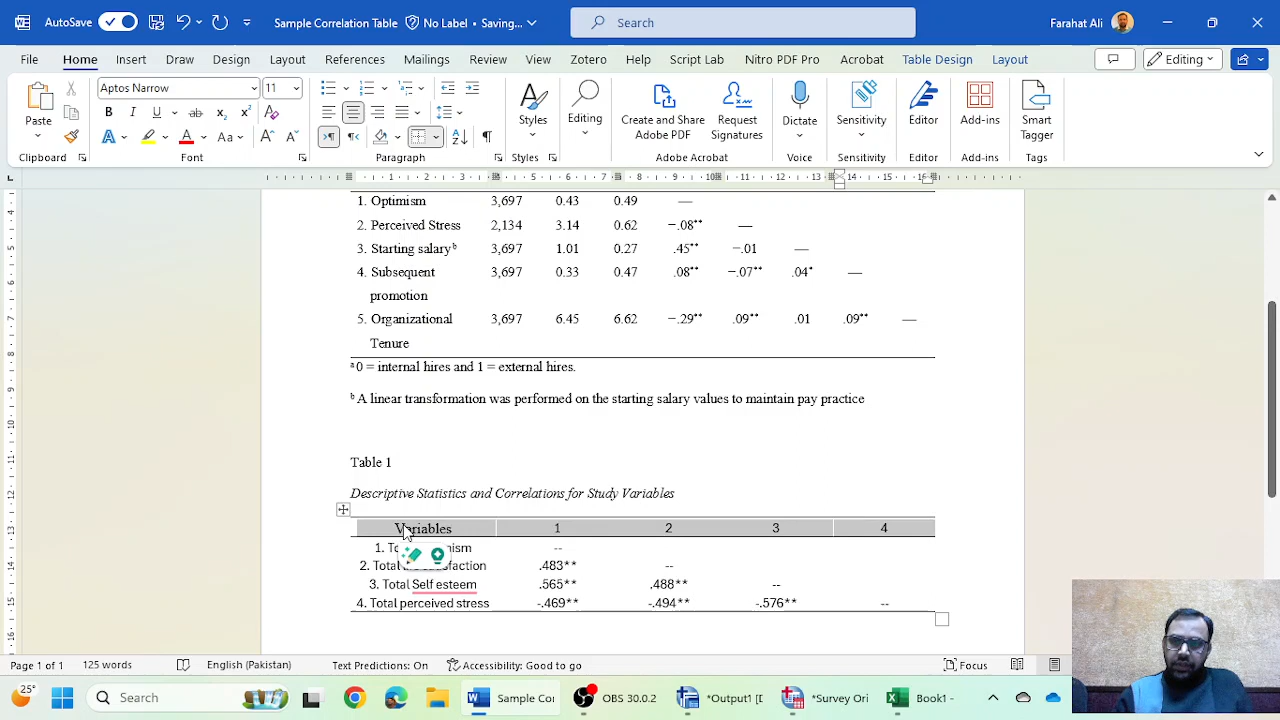 AutoSave Sample Correlation Table No Label • Saving... Search Farahat Ali
File Home Insert Draw Design Layout References Mailings Review View Zotero Help Script Lab Nitro PDF Pro Acrobat Table Design Layout Editing
Aptos Narrow 11
Paste Styles Editing Create and Share Adobe PDF Request Signatures Dictate Sensitivity Editor Add-ins Smart Tagger
Clipboard Font Paragraph Styles Adobe Acrobat Voice Sensitivity Editor Add-ins Tags
1. Optimism 3,697 0.43 0.49 —
2. Perceived Stress 2,134 3.14 0.62 −.08** —
3. Starting salaryᵇ 3,697 1.01 0.27 .45** −.01 —
4. Subsequent 3,697 0.33 0.47 .08** −.07** .04* —
promotion
5. Organizational 3,697 6.45 6.62 −.29** .09** .01 .09** —
Tenure
ᵃ 0 = internal hires and 1 = external hires.
ᵇ A linear transformation was performed on the starting salary values to maintain pay practice
Table 1
Descriptive Statistics and Correlations for Study Variables
Variables 1 2 3 4
1. --
2. .483** --
3. Total Self esteem .565** .488** --
4. Total perceived stress -.469** -.494** -.576** --
Page 1 of 1 125 words English (Pakistan) Text Predictions: On Accessibility: Good to go Focus
25° Search Sample Co OBS 30.0.2 *Output1 [D *Survey Ori Book1 -